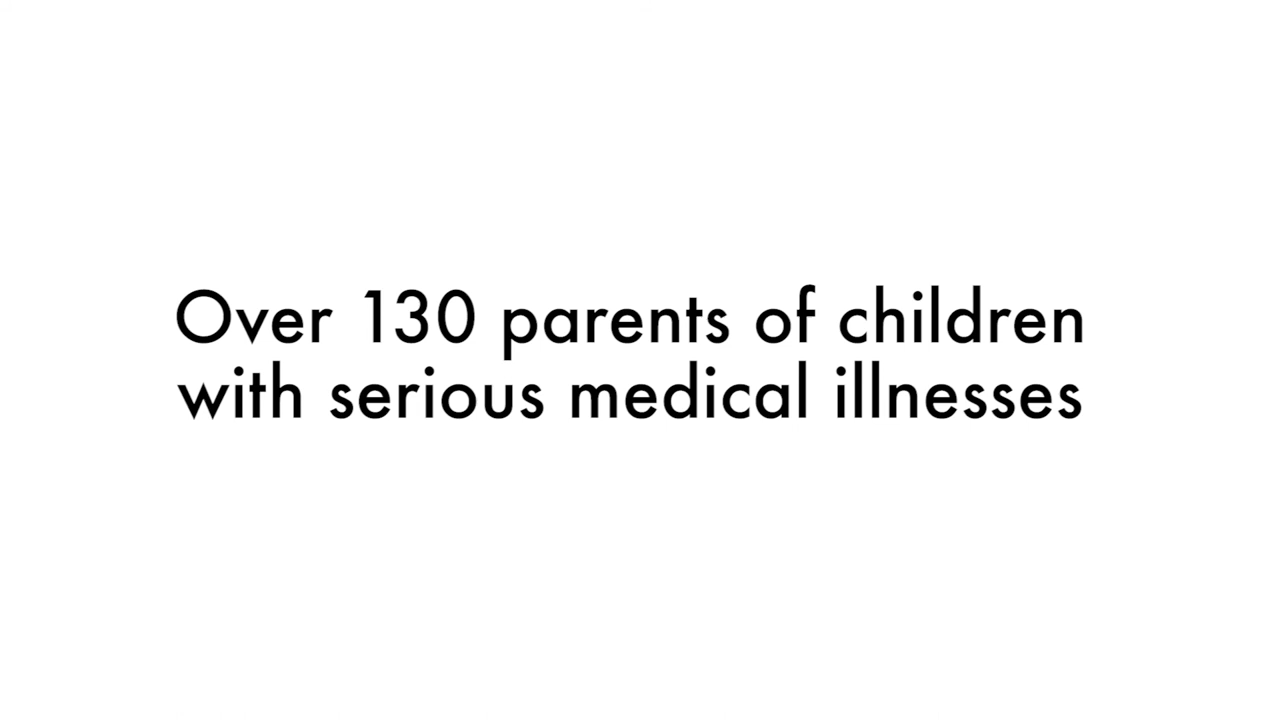 Over 130 parents of children
with serious medical illnesses